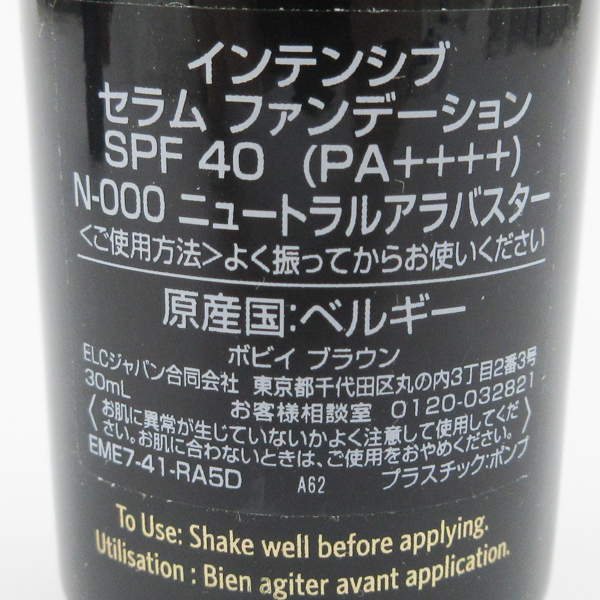 インテンシブ
セラム ファンデーション
SPF 40 (PA++++)
N-000 ニュートラルアラバスター
<ご使用方法>よく振ってからお使いください
原産国:ベルギー
ボビイ ブラウン
ELCジャパン合同会社 東京都千代田区丸の内3丁目2番3号
30mL お客様相談室 0120-032821
〈お肌に異常が生じていないかよく注意して使用してくだ
さい。お肌に合わないときは、ご使用をおやめください。〉
EME7-41-RA5D A62 プラスチック:ポンプ
To Use: Shake well before applying.
Utilisation : Bien agiter avant application.